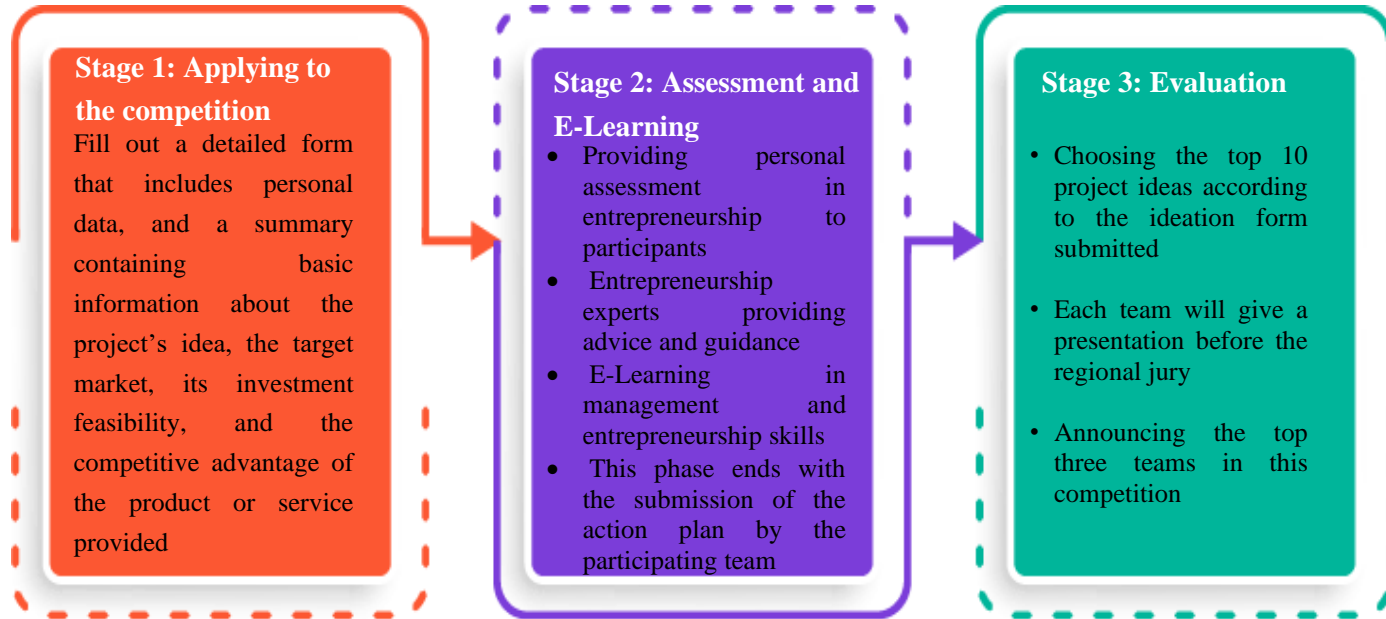 Stage 1: Applying to
the competition
Fill out a detailed form
that includes personal
data, and a summary
containing basic
information about the
project’s idea, the target
market, its investment
feasibility, and the
competitive advantage of
the product or service
provided
Stage 2: Assessment and
E-Learning
• Providing personal
assessment in
entrepreneurship to
participants
• Entrepreneurship
experts providing
advice and guidance
• E-Learning in
management and
entrepreneurship skills
• This phase ends with
the submission of the
action plan by the
participating team
Stage 3: Evaluation
• Choosing the top 10
project ideas according
to the ideation form
submitted
• Each team will give a
presentation before the
regional jury
• Announcing the top
three teams in this
competition